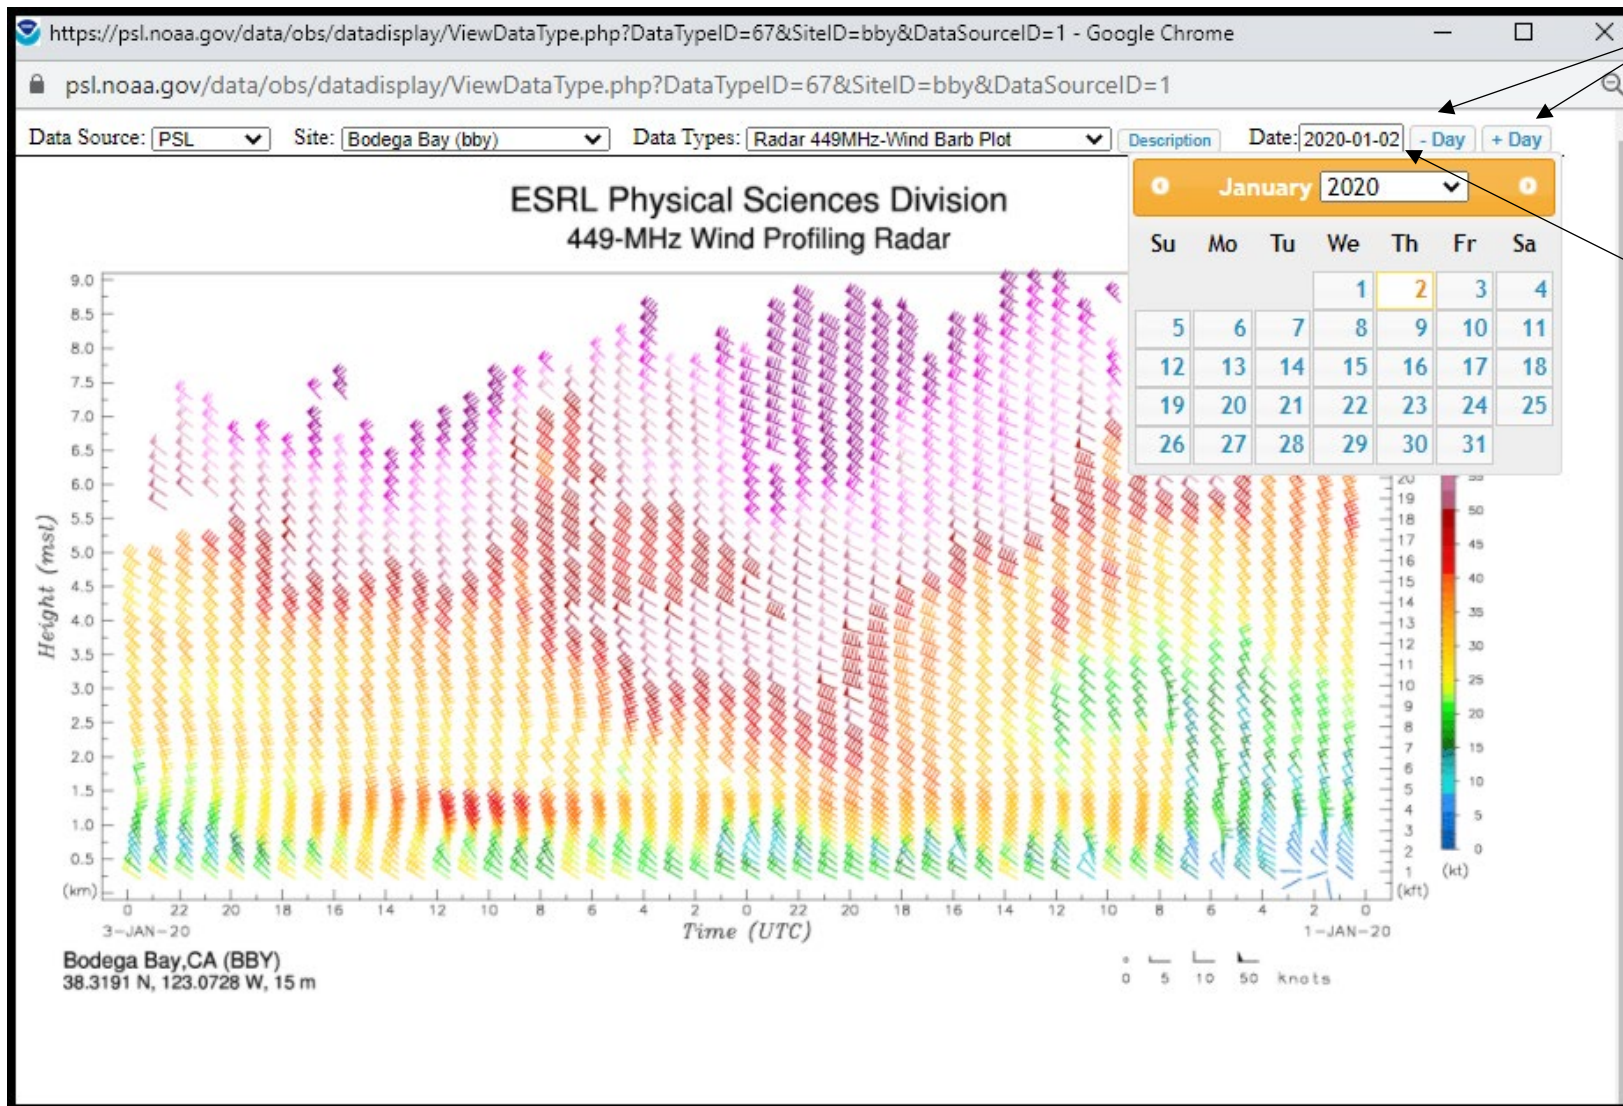 https://psl.noaa.gov/data/obs/datadisplay/ViewDataType.php?DataTypeID=67&SiteID=bby&DataSourceID=1 - Google Chrome
psl.noaa.gov/data/obs/datadisplay/ViewDataType.php?DataTypeID=67&SiteID=bby&DataSourceID=1
Data Source: PSL Site: Bodega Bay (bby) Data Types: Radar 449MHz-Wind Barb Plot Description Date: 2020-01-02 - Day + Day
January 2020
Su Mo Tu We Th Fr Sa
1 2 3 4
5 6 7 8 9 10 11
12 13 14 15 16 17 18
19 20 21 22 23 24 25
26 27 28 29 30 31
ESRL Physical Sciences Division
449-MHz Wind Profiling Radar
Height (msl)
9.0
8.5
8.0
7.5
7.0
6.5
6.0
5.5
5.0
4.5
4.0
3.5
3.0
2.5
2.0
1.5
1.0
0.5
(km)
20
19
18
17
16
15
14
13
12
11
10
9
8
7
6
5
4
3
2
1
(kft)
55
50
45
40
35
30
25
20
15
10
5
0
(kt)
0 22 20 18 16 14 12 10 8 6 4 2 0 22 20 18 16 14 12 10 8 6 4 2 0
3-JAN-20 Time (UTC) 1-JAN-20
Bodega Bay,CA (BBY)
38.3191 N, 123.0728 W, 15 m
0 5 10 50 knots